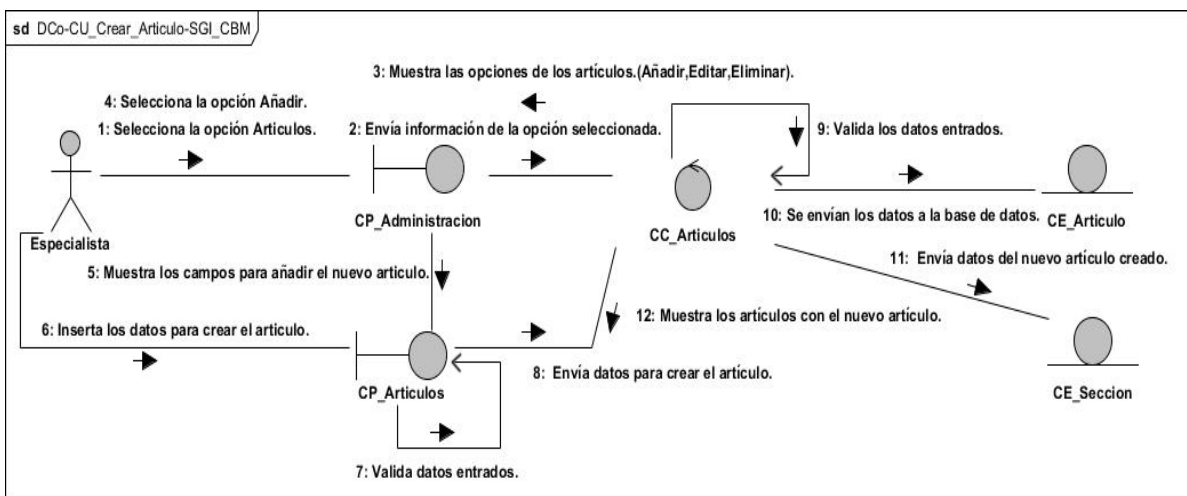 sd DCo-CU_Crear_Articulo-SGI_CBM
3: Muestra las opciones de los artículos.(Añadir,Editar,Eliminar).
4: Selecciona la opción Añadir.
1: Selecciona la opción Articulos.
2: Envía información de la opción seleccionada.
9: Valida los datos entrados.
CP_Administracion
CC_Articulos
10: Se envían los datos a la base de datos.
CE_Articulo
Especialista
5: Muestra los campos para añadir el nuevo articulo.
11: Envía datos del nuevo artículo creado.
6: Inserta los datos para crear el articulo.
12: Muestra los artículos con el nuevo artículo.
8: Envía datos para crear el artículo.
CP_Articulos
CE_Seccion
7: Valida datos entrados.